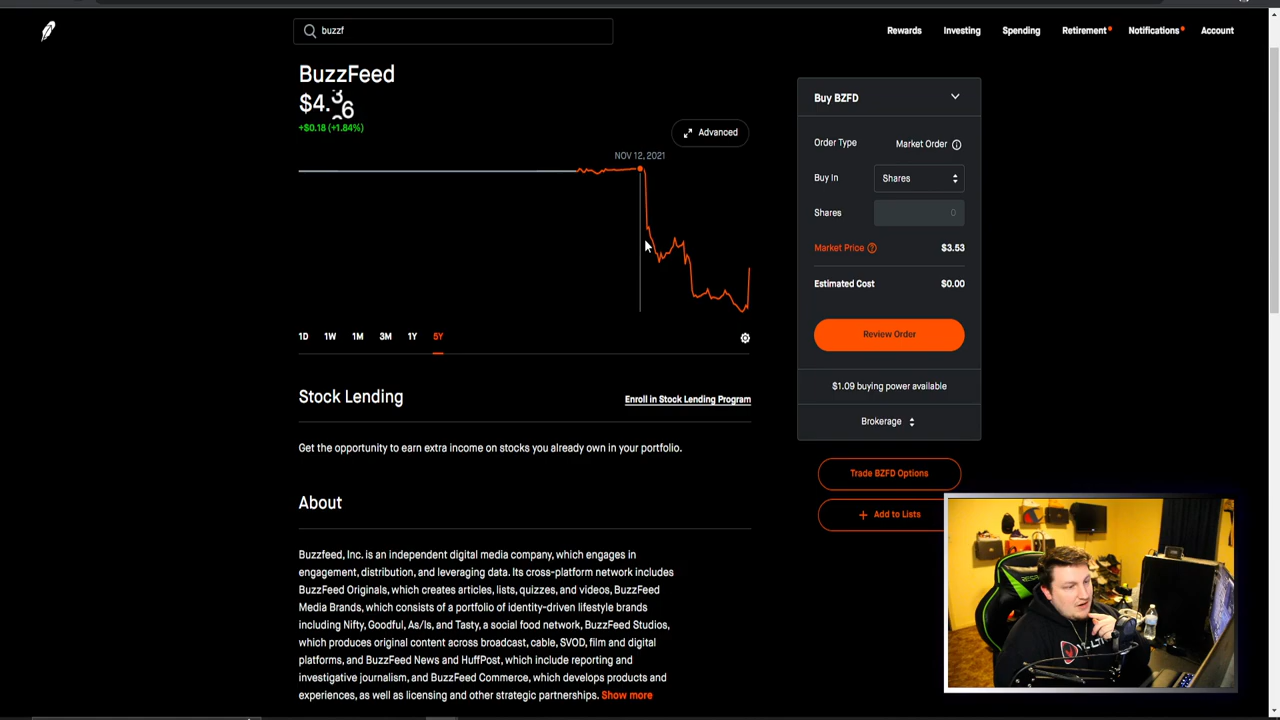 buzzf
Rewards
Investing
Spending
Retirement
Notifications
Account
BuzzFeed
+$0.18 (+1.84%)
Advanced
NOV 12, 2021
1D
1W
1M
3M
1Y
5Y
Stock Lending
Enroll in Stock Lending Program
Get the opportunity to earn extra income on stocks you already own in your portfolio.
About
Buzzfeed, Inc. is an independent digital media company, which engages in
engagement, distribution, and leveraging data. Its cross-platform network includes
BuzzFeed Originals, which creates articles, lists, quizzes, and videos, BuzzFeed
Media Brands, which consists of a portfolio of identity-driven lifestyle brands
including Nifty, Goodful, As/Is, and Tasty, a social food network, BuzzFeed Studios,
which produces original content across broadcast, cable, SVOD, film and digital
platforms, and BuzzFeed News and HuffPost, which include reporting and
investigative journalism, and BuzzFeed Commerce, which develops products and
experiences, as well as licensing and other strategic partnerships. Show more
Buy BZFD
Order Type Market Order
Buy In Shares
Shares 0
Market Price $3.53
Estimated Cost $0.00
Review Order
$1.09 buying power available
Brokerage
Trade BZFD Options
+ Add to Lists